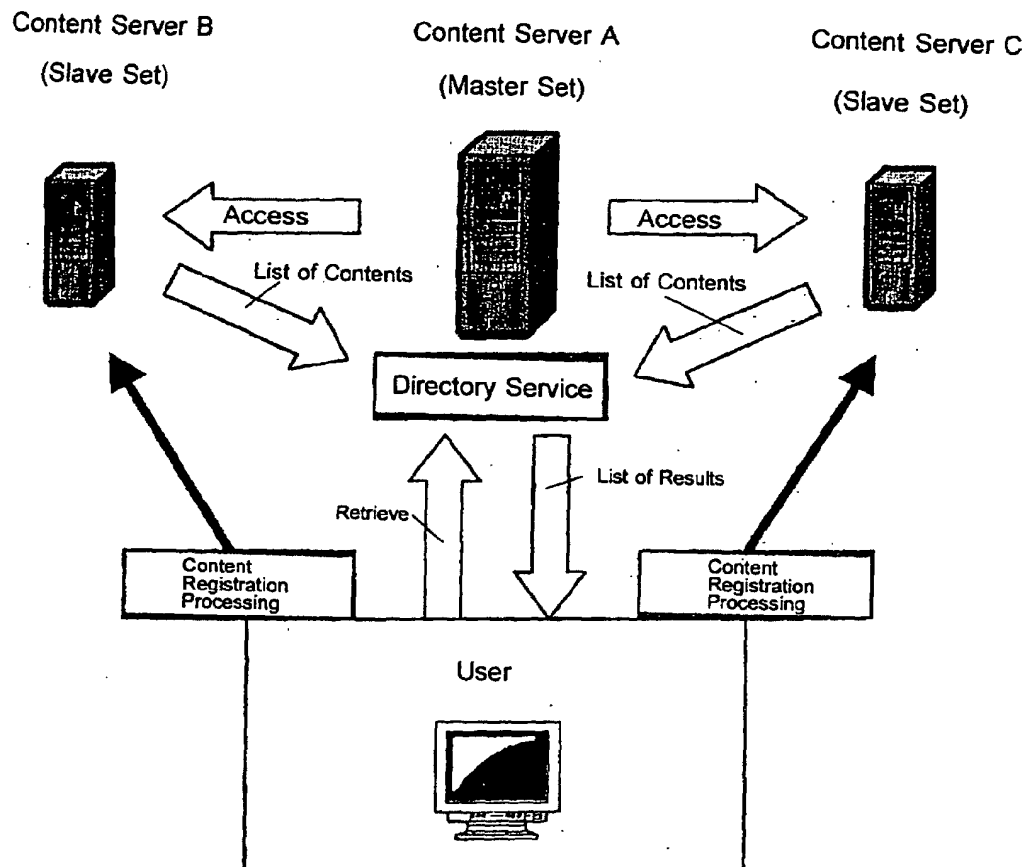 Content Server B
(Slave Set)
Content Server A
(Master Set)
Content Server C
(Slave Set)
Access
Access
List of Contents
List of Contents
Directory Service
Retrieve
List of Results
Content
Registration
Processing
Content
Registration
Processing
User